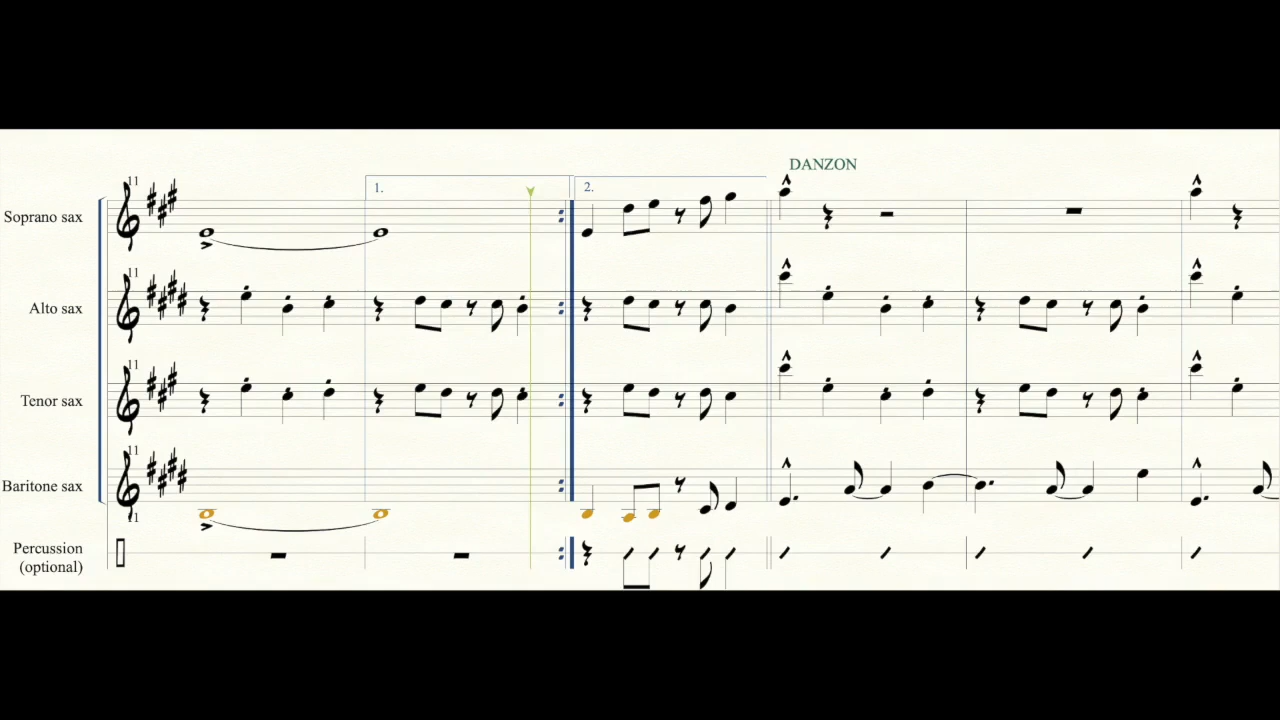 DANZON
11
1.
2.
Soprano sax
11
Alto sax
11
Tenor sax
11
Baritone sax
11
Percussion
(optional)